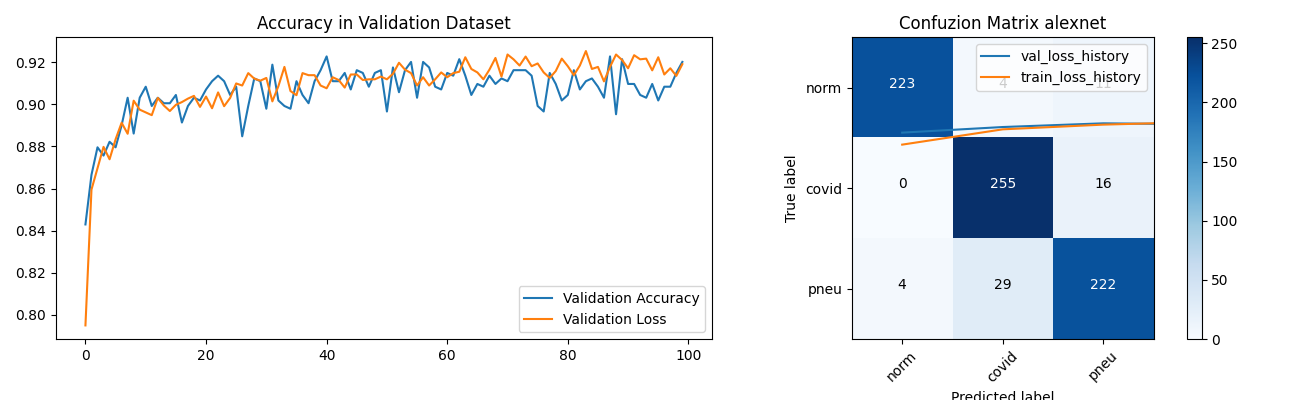 Accuracy in Validation Dataset
0.92
0.90
0.88
0.86
0.84
0.82
0.80
0
20
40
60
80
100
Validation Accuracy
Validation Loss
Confuzion Matrix alexnet
val_loss_history
train_loss_history
True label
norm
223
4
11
covid
0
255
16
pneu
4
29
222
norm
covid
pneu
Predicted label
250
200
150
100
50
0